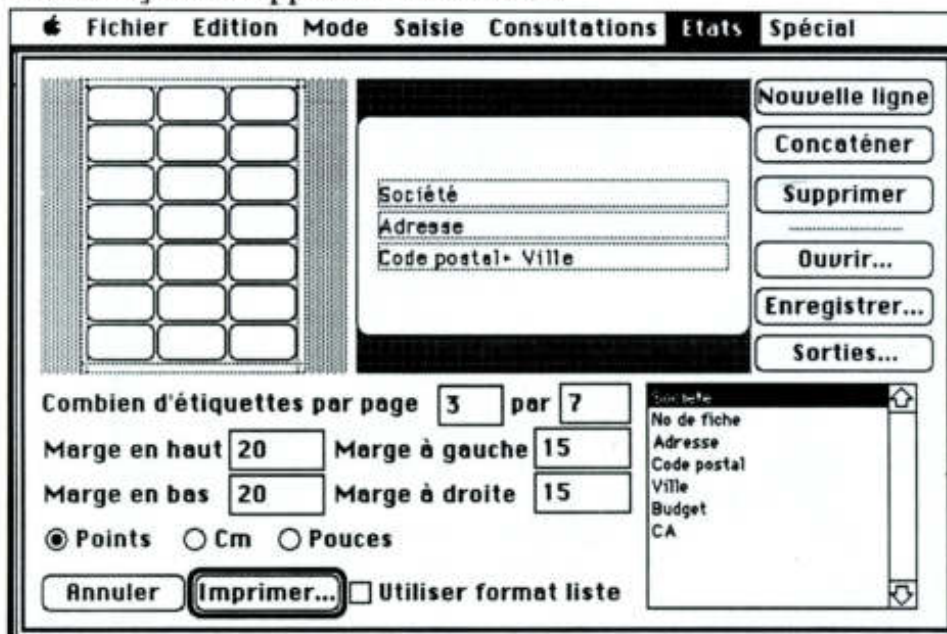 Fichier Edition Mode Saisie Consultations Etats Spécial
Nouvelle ligne
Concaténer
Supprimer
Ouvrir...
Enregistrer...
Sorties...
Société
Adresse
Code postal+ Ville
Combien d'étiquettes par page 3 par 7
Marge en haut 20 Marge à gauche 15
Marge en bas 20 Marge à droite 15
Points Cm Pouces
Annuler Imprimer... Utiliser format liste
Société
No de fiche
Adresse
Code postal
Ville
Budget
CA